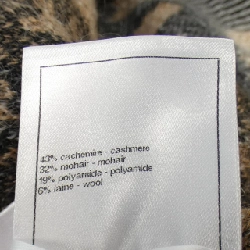 43% cachemire - cashmere
32% mohair - mohair
19% polyamide - polyamide
6% laine - wool